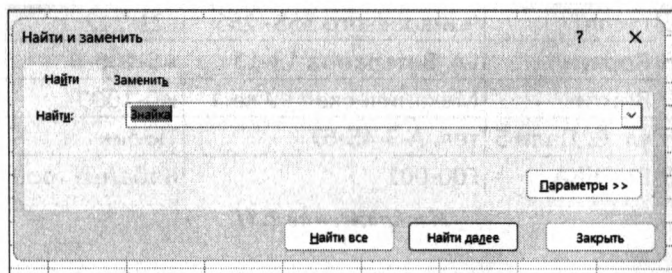 Найти и заменить ? X
Найти Заменить
Найти: Знайка
Параметры >>
Найти все Найти далее Закрыть